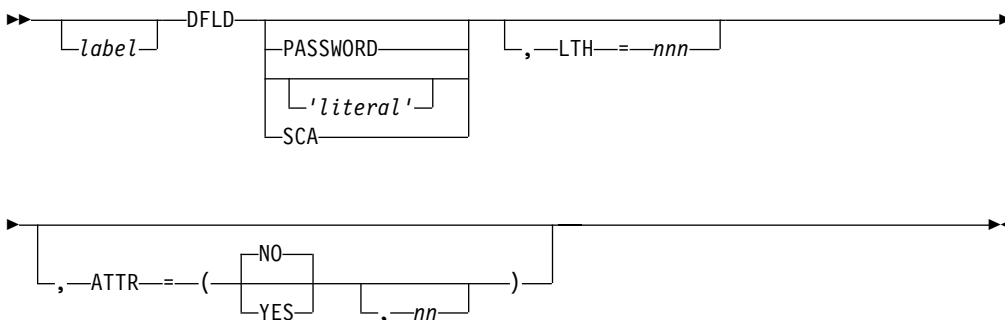 label DFLD
PASSWORD , LTH = nnn
'literal'
SCA
NO
, ATTR = ( )
YES , nn